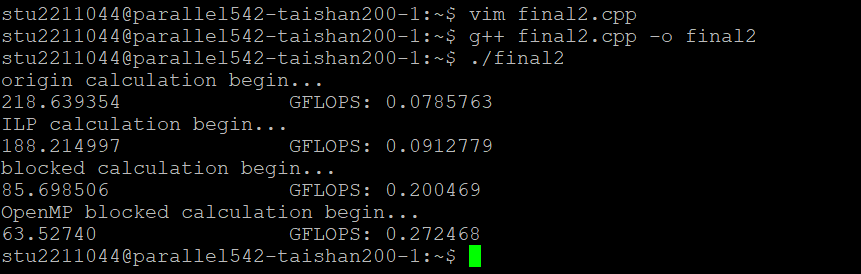 stu2211044@parallel542-taishan200-1:~$ vim final2.cpp
stu2211044@parallel542-taishan200-1:~$ g++ final2.cpp -o final2
stu2211044@parallel542-taishan200-1:~$ ./final2
origin calculation begin...
218.639354 GFLOPS: 0.0785763
ILP calculation begin...
188.214997 GFLOPS: 0.0912779
blocked calculation begin...
85.698506 GFLOPS: 0.200469
OpenMP blocked calculation begin...
63.52740 GFLOPS: 0.272468
stu2211044@parallel542-taishan200-1:~$